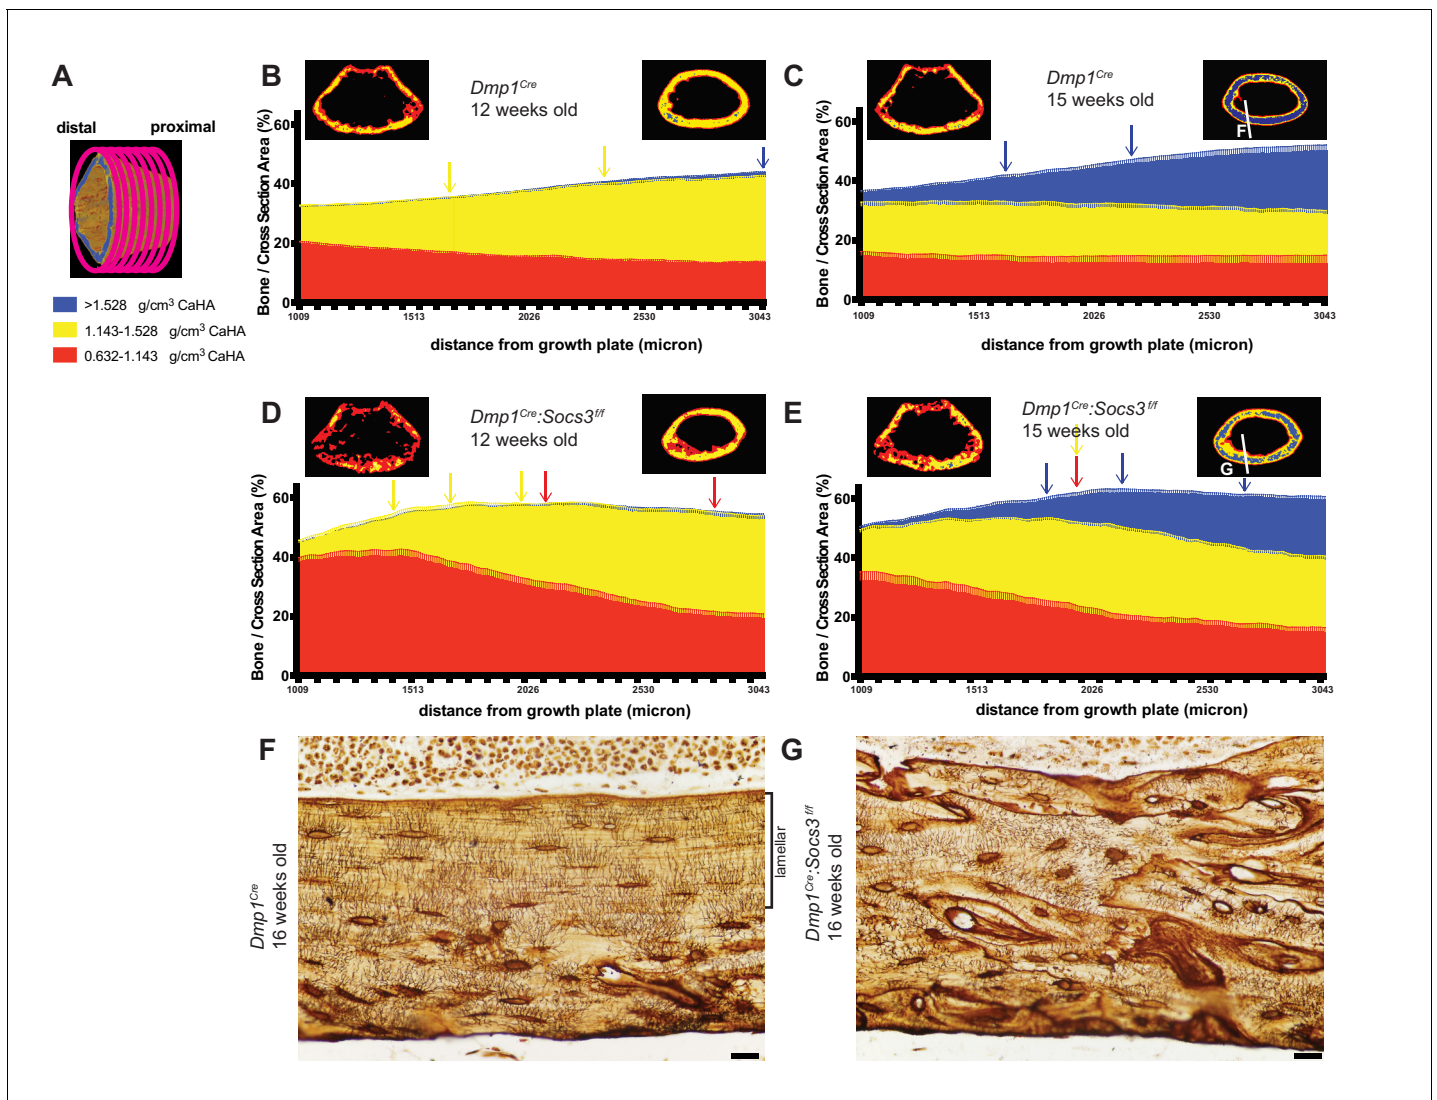 A
distal proximal
>1.528 g/cm³ CaHA
1.143-1.528 g/cm³ CaHA
0.632-1.143 g/cm³ CaHA
B
Dmp1Cre
12 weeks old
Bone / Cross Section Area (%)
60
40
20
0
1009 1513 2026 2530 3043
distance from growth plate (micron)
C
Dmp1Cre
15 weeks old
F
Bone / Cross Section Area (%)
60
40
20
0
1009 1513 2026 2530 3043
distance from growth plate (micron)
D
Dmp1Cre:Socs3f/f
12 weeks old
Bone / Cross Section Area (%)
60
40
20
0
1009 1513 2026 2530 3043
distance from growth plate (micron)
E
Dmp1Cre:Socs3f/f
15 weeks old
G
Bone / Cross Section Area (%)
60
40
20
0
1009 1513 2026 2530 3043
distance from growth plate (micron)
F
Dmp1Cre
16 weeks old
lamellar
G
Dmp1Cre:Socs3f/f
16 weeks old